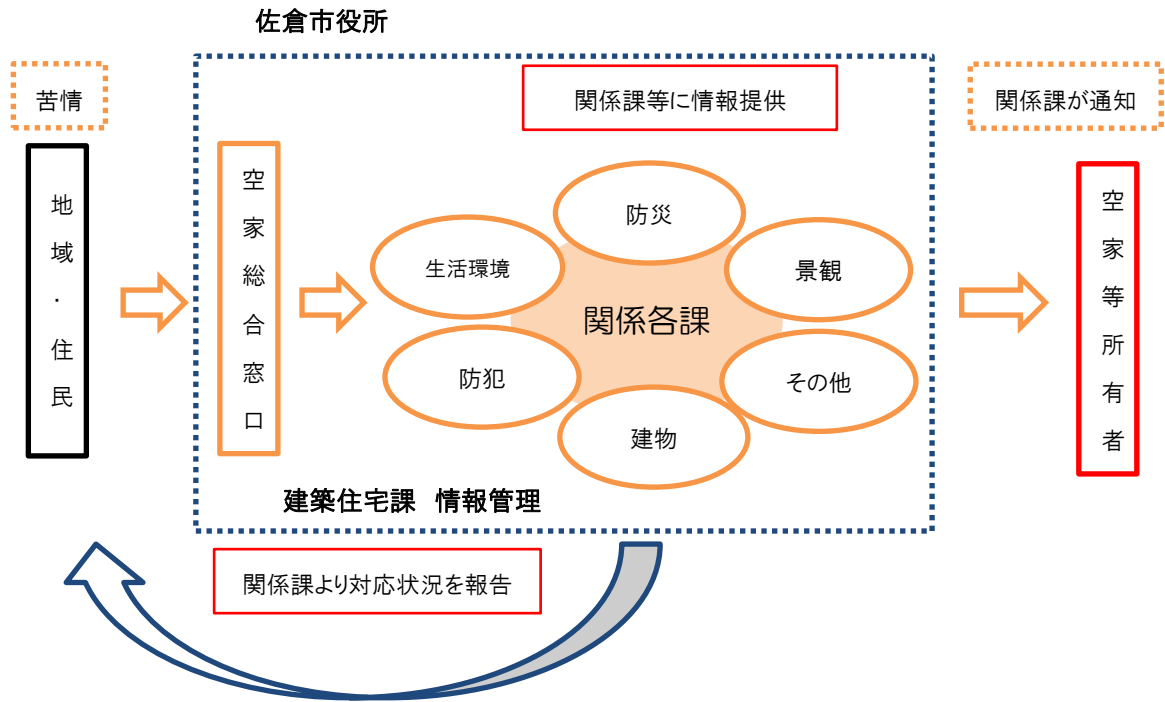 佐倉市役所
苦情
関係課等に情報提供
関係課が通知
地域・住民
空家総合窓口
防災
生活環境
景観
関係各課
防犯
その他
建物
空家等所有者
建築住宅課 情報管理
関係課より対応状況を報告